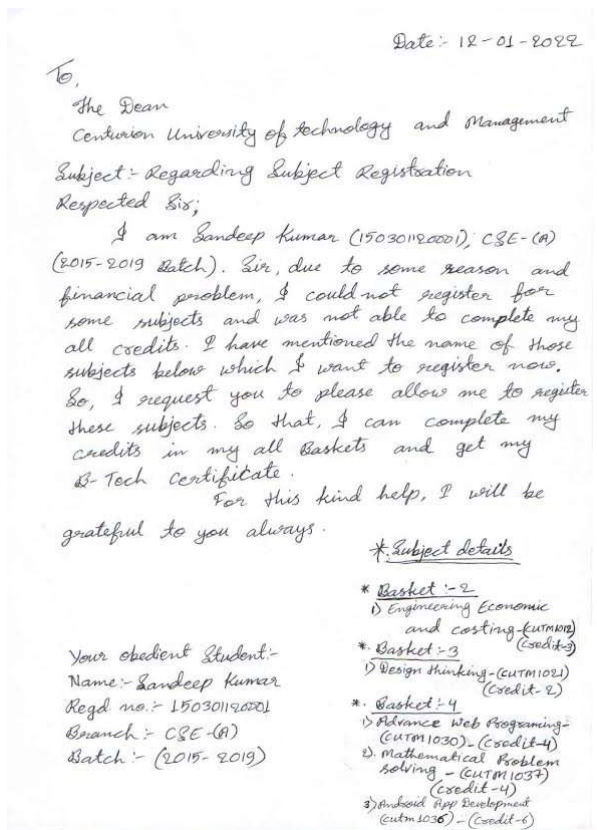 Date:- 12-01-2022
To,
The Dean
Centurion University of technology and Management
Subject:- Regarding Subject Registration
Respected Sir;
I am Sandeep Kumar (150301120001), CSE-(A)
(2015-2019 Batch). Sir, due to some reason and
financial problem, I could not register for
some subjects and was not able to complete my
all credits. I have mentioned the name of those
subjects below which I want to register now.
So, I request you to please allow me to register
these subjects. So that, I can complete my
credits in my all Baskets and get my
B-Tech Certificate.
For this kind help, I will be
grateful to you always.
*. Subject details
* Basket :-2
1) Engineering Economic
and costing-(CUTM1012)
(Credit-3)
*. Basket :-3
1) Design thinking-(CUTM1021)
(Credit-2)
*. Basket :-4
1) Advance Web Programing-
(CUTM1030)-(Credit-4)
2). Mathematical Problem
solving - (CUTM1037)
(credit-4)
3) Android App Development
(cutm1036)-(Credit-6)
Your obedient Student:-
Name:- Sandeep Kumar
Regd no.:- 150301120001
Branch :- CSE-(A)
Batch :- (2015-2019)